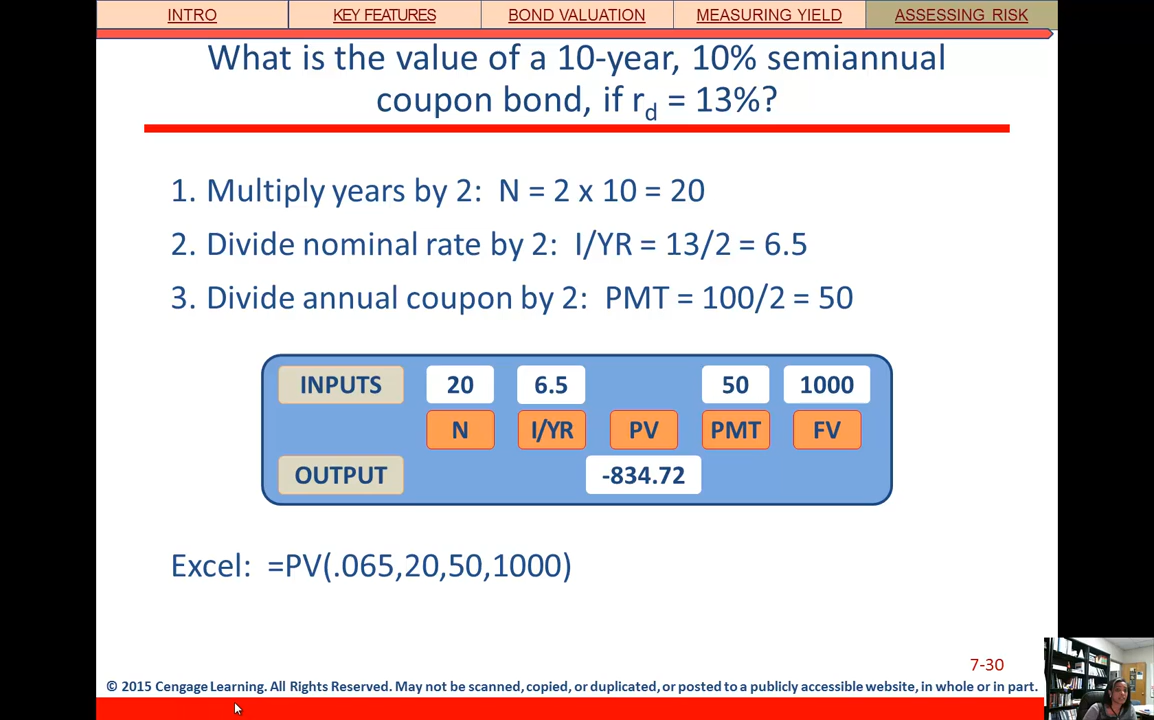 INTRO KEY FEATURES BOND VALUATION MEASURING YIELD ASSESSING RISK
What is the value of a 10-year, 10% semiannual
coupon bond, if rd = 13%?
1. Multiply years by 2: N = 2 x 10 = 20
2. Divide nominal rate by 2: I/YR = 13/2 = 6.5
3. Divide annual coupon by 2: PMT = 100/2 = 50
INPUTS 20 6.5 50 1000
N I/YR PV PMT FV
OUTPUT -834.72
Excel: =PV(.065,20,50,1000)
7-30
© 2015 Cengage Learning. All Rights Reserved. May not be scanned, copied, or duplicated, or posted to a publicly accessible website, in whole or in part.